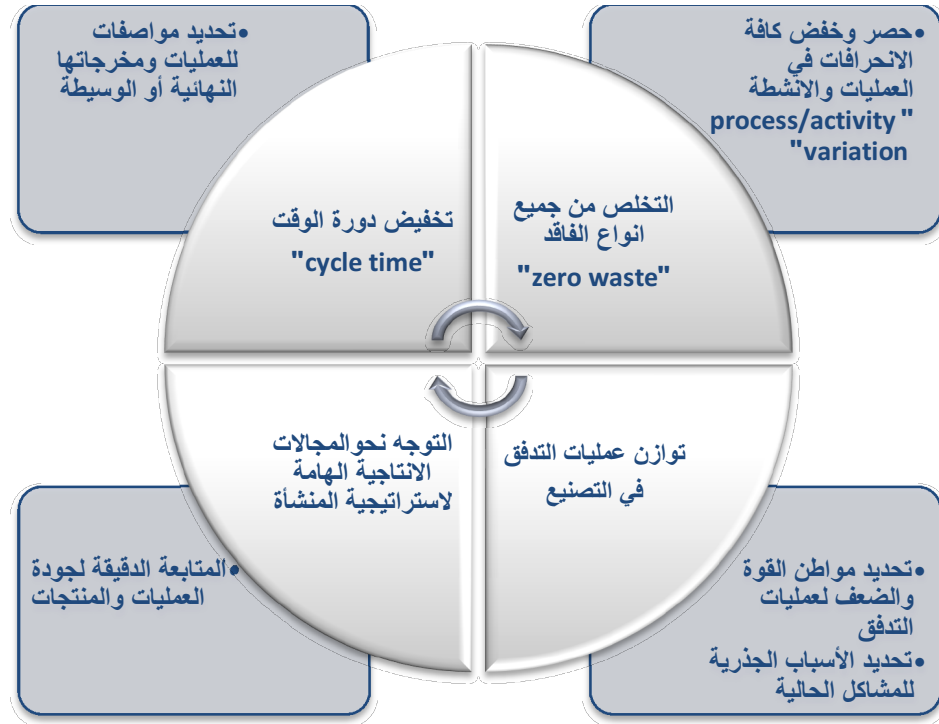 •حصر وخفض كافة
الانحرافات في
العمليات والانشطة
" process/activity
variation"
•تحديد مواصفات
للعمليات ومخرجاتها
النهائية أو الوسيطة
التخلص من جميع
انواع الفاقد
"zero waste"
تخفيض دورة الوقت
"cycle time"
توازن عمليات التدفق
في التصنيع
التوجه نحوالمجالات
الانتاجية الهامة
لاستراتيجية المنشأة
•تحديد مواطن القوة
والضعف لعمليات
التدفق
•تحديد الأسباب الجذرية
للمشاكل الحالية
•المتابعة الدقيقة لجودة
العمليات والمنتجات